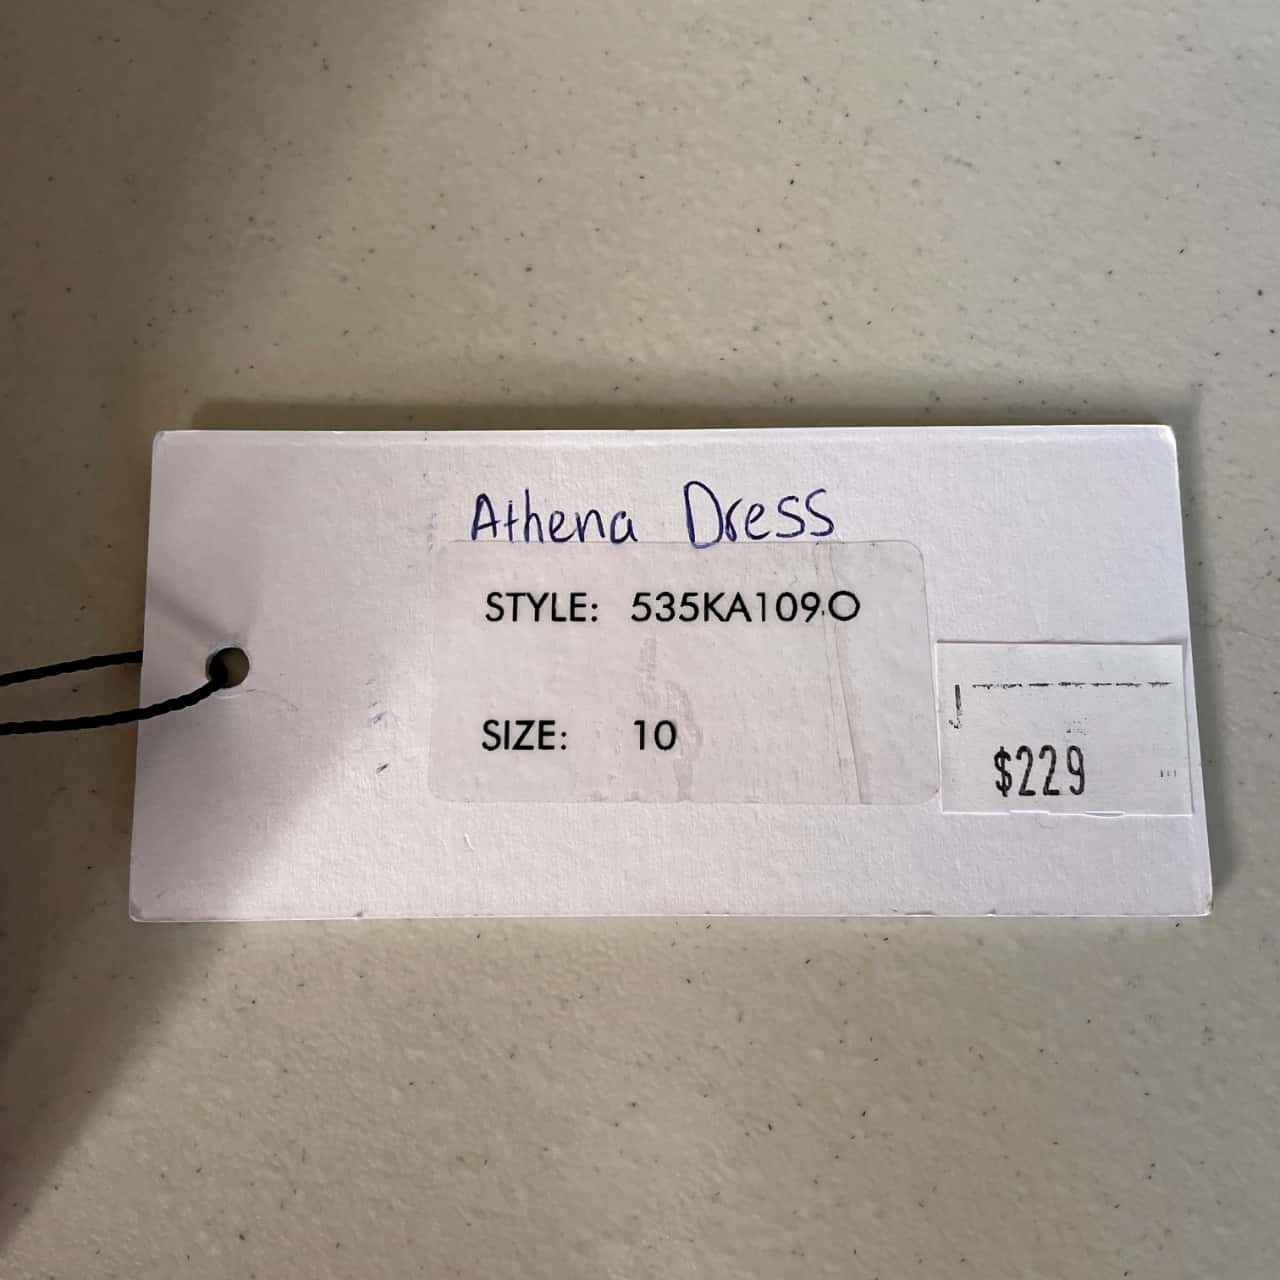 Athena Dress
STYLE: 535KA109.O
SIZE: 10
$229